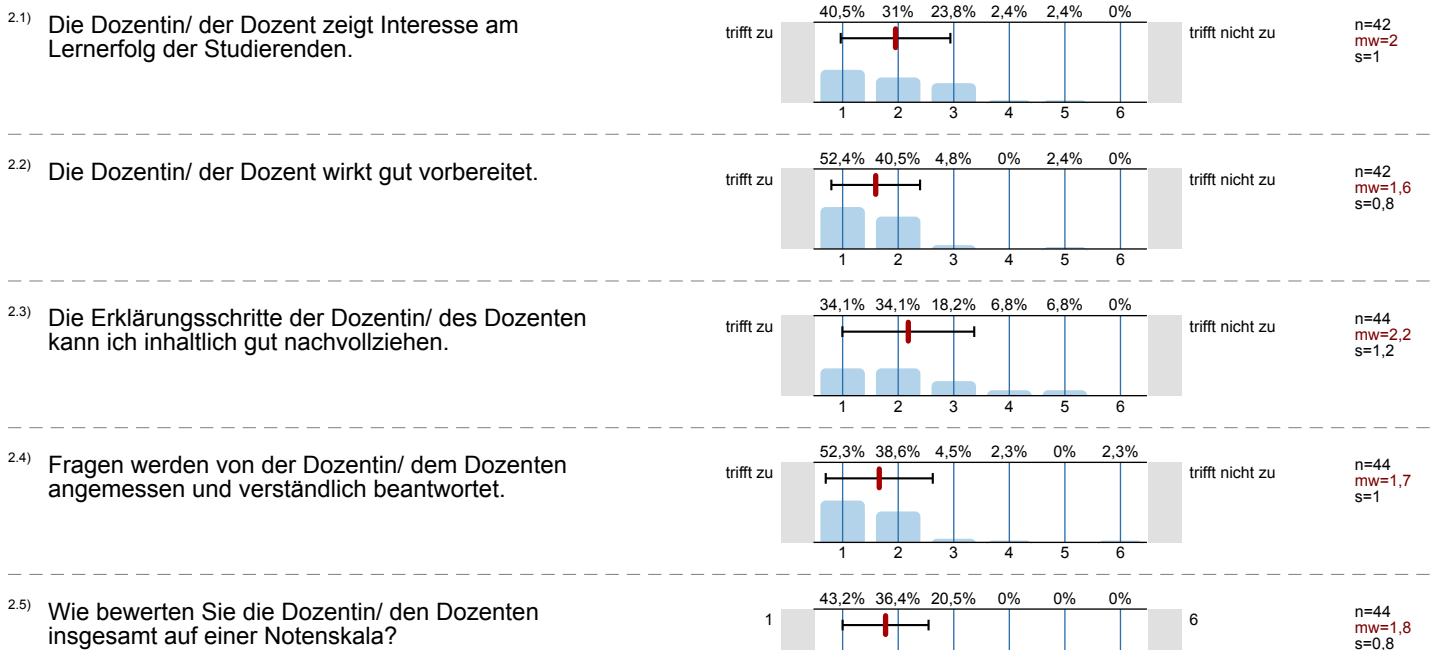 2.1) Die Dozentin/ der Dozent zeigt Interesse am
Lernerfolg der Studierenden.
40,5% 31% 23,8% 2,4% 2,4% 0%
trifft zu
trifft nicht zu
n=42
mw=2
s=1
1 2 3 4 5 6
2.2) Die Dozentin/ der Dozent wirkt gut vorbereitet.
52,4% 40,5% 4,8% 0% 2,4% 0%
trifft zu
trifft nicht zu
n=42
mw=1,6
s=0,8
1 2 3 4 5 6
2.3) Die Erklärungsschritte der Dozentin/ des Dozenten
kann ich inhaltlich gut nachvollziehen.
34,1% 34,1% 18,2% 6,8% 6,8% 0%
trifft zu
trifft nicht zu
n=44
mw=2,2
s=1,2
1 2 3 4 5 6
2.4) Fragen werden von der Dozentin/ dem Dozenten
angemessen und verständlich beantwortet.
52,3% 38,6% 4,5% 2,3% 0% 2,3%
trifft zu
trifft nicht zu
n=44
mw=1,7
s=1
1 2 3 4 5 6
2.5) Wie bewerten Sie die Dozentin/ den Dozenten
insgesamt auf einer Notenskala?
43,2% 36,4% 20,5% 0% 0% 0%
1
6
n=44
mw=1,8
s=0,8